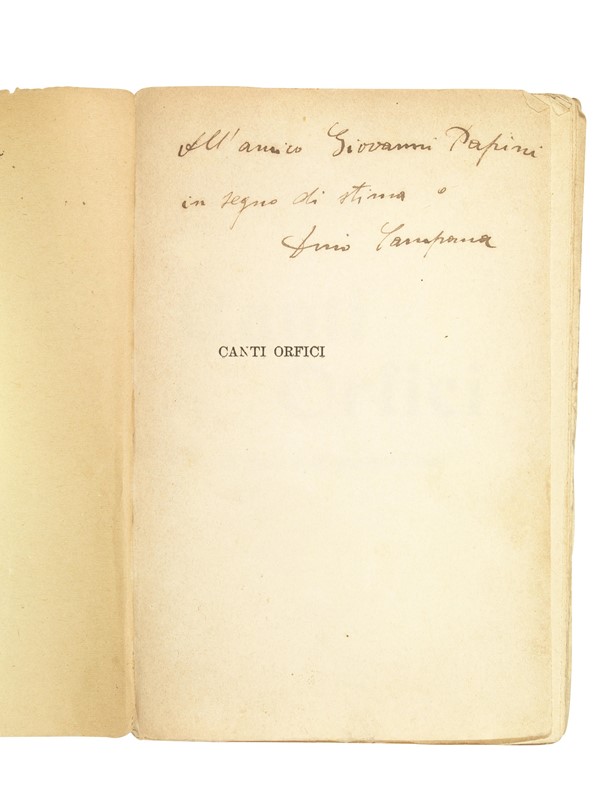 All'amico Giovanni Papini
in segno di stima
Dino Campana
CANTI ORFICI